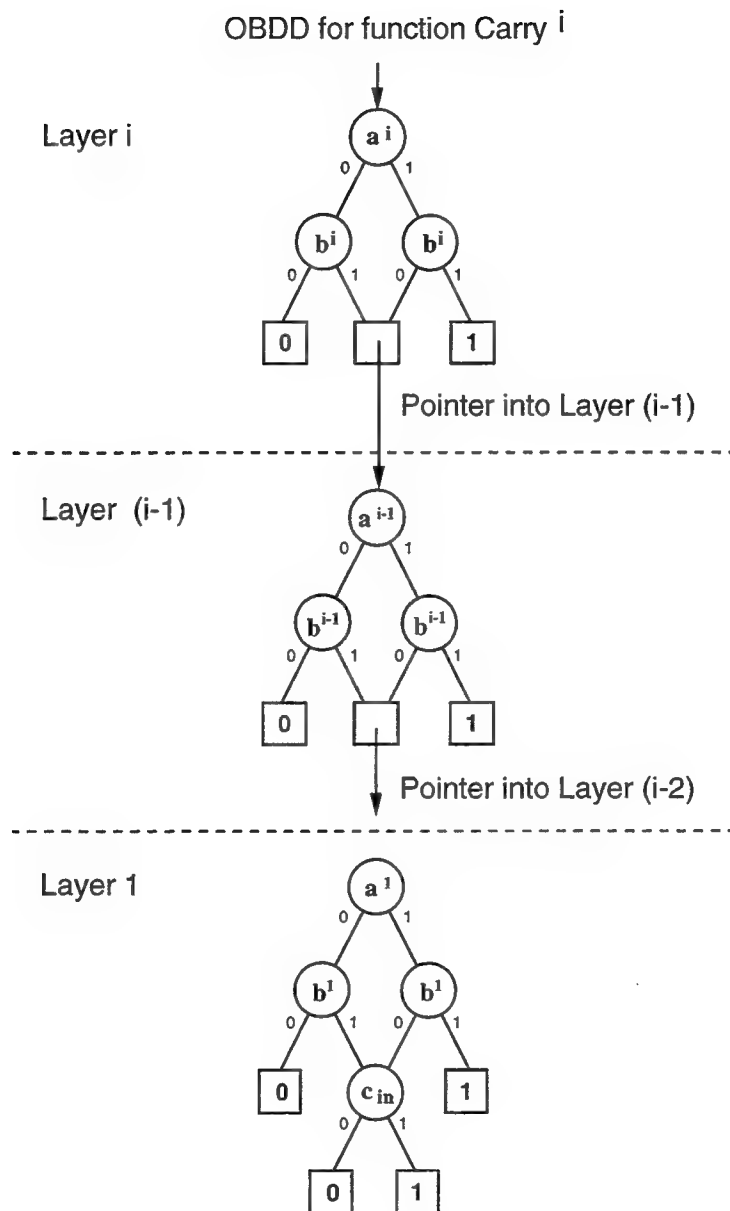 OBDD for function Carry i
Layer i
a i
0 1
b i b i
0 1 0 1
0 1
Pointer into Layer (i-1)
Layer (i-1)
a i-1
0 1
b i-1 b i-1
0 1 0 1
0 1
Pointer into Layer (i-2)
Layer 1
a 1
0 1
b 1 b 1
0 1 0 1
0 c in 1
0 1
0 1